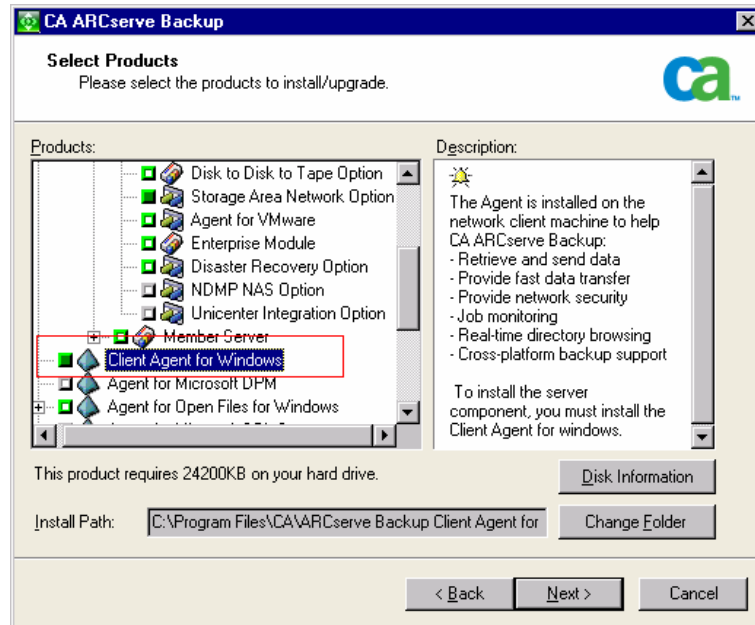 CA ARCserve Backup
Select Products
Please select the products to install/upgrade.
ca
TM
Products:
Disk to Disk to Tape Option
Storage Area Network Option
Agent for VMware
Enterprise Module
Disaster Recovery Option
NDMP NAS Option
Unicenter Integration Option
Member Server
Client Agent for Windows
Agent for Microsoft DPM
Agent for Open Files for Windows
Description:
The Agent is installed on the
network client machine to help
CA ARCserve Backup:
- Retrieve and send data
- Provide fast data transfer
- Provide network security
- Job monitoring
- Real-time directory browsing
- Cross-platform backup support
To install the server
component, you must install the
Client Agent for windows.
This product requires 24200KB on your hard drive.
Disk Information
Install Path:
C:\Program Files\CA\ARCserve Backup Client Agent for
Change Folder
< Back
Next >
Cancel